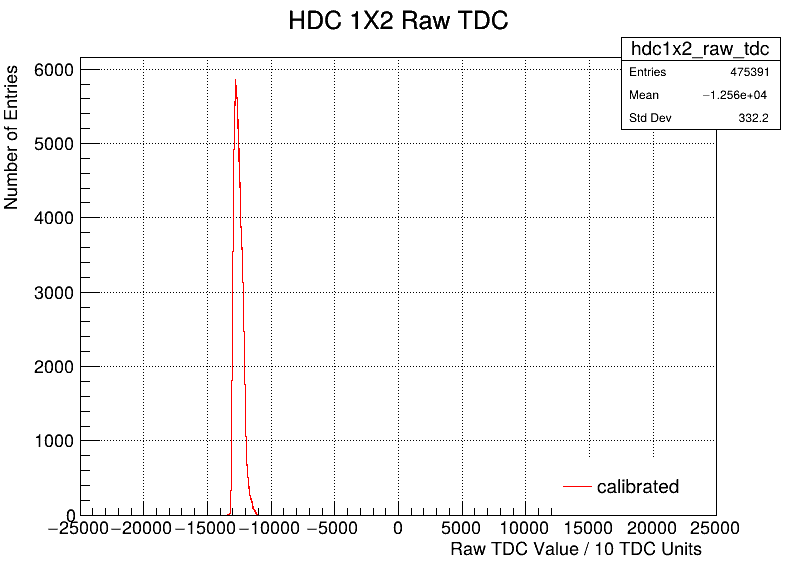 HDC 1X2 Raw TDC
hdc1x2_raw_tdc
Entries 475391
Mean −1.256e+04
Std Dev 332.2
Number of Entries
6000
5000
4000
3000
2000
1000
0
−25000 −20000 −15000 −10000 −5000 0 5000 10000 15000 20000 25000
calibrated
Raw TDC Value / 10 TDC Units